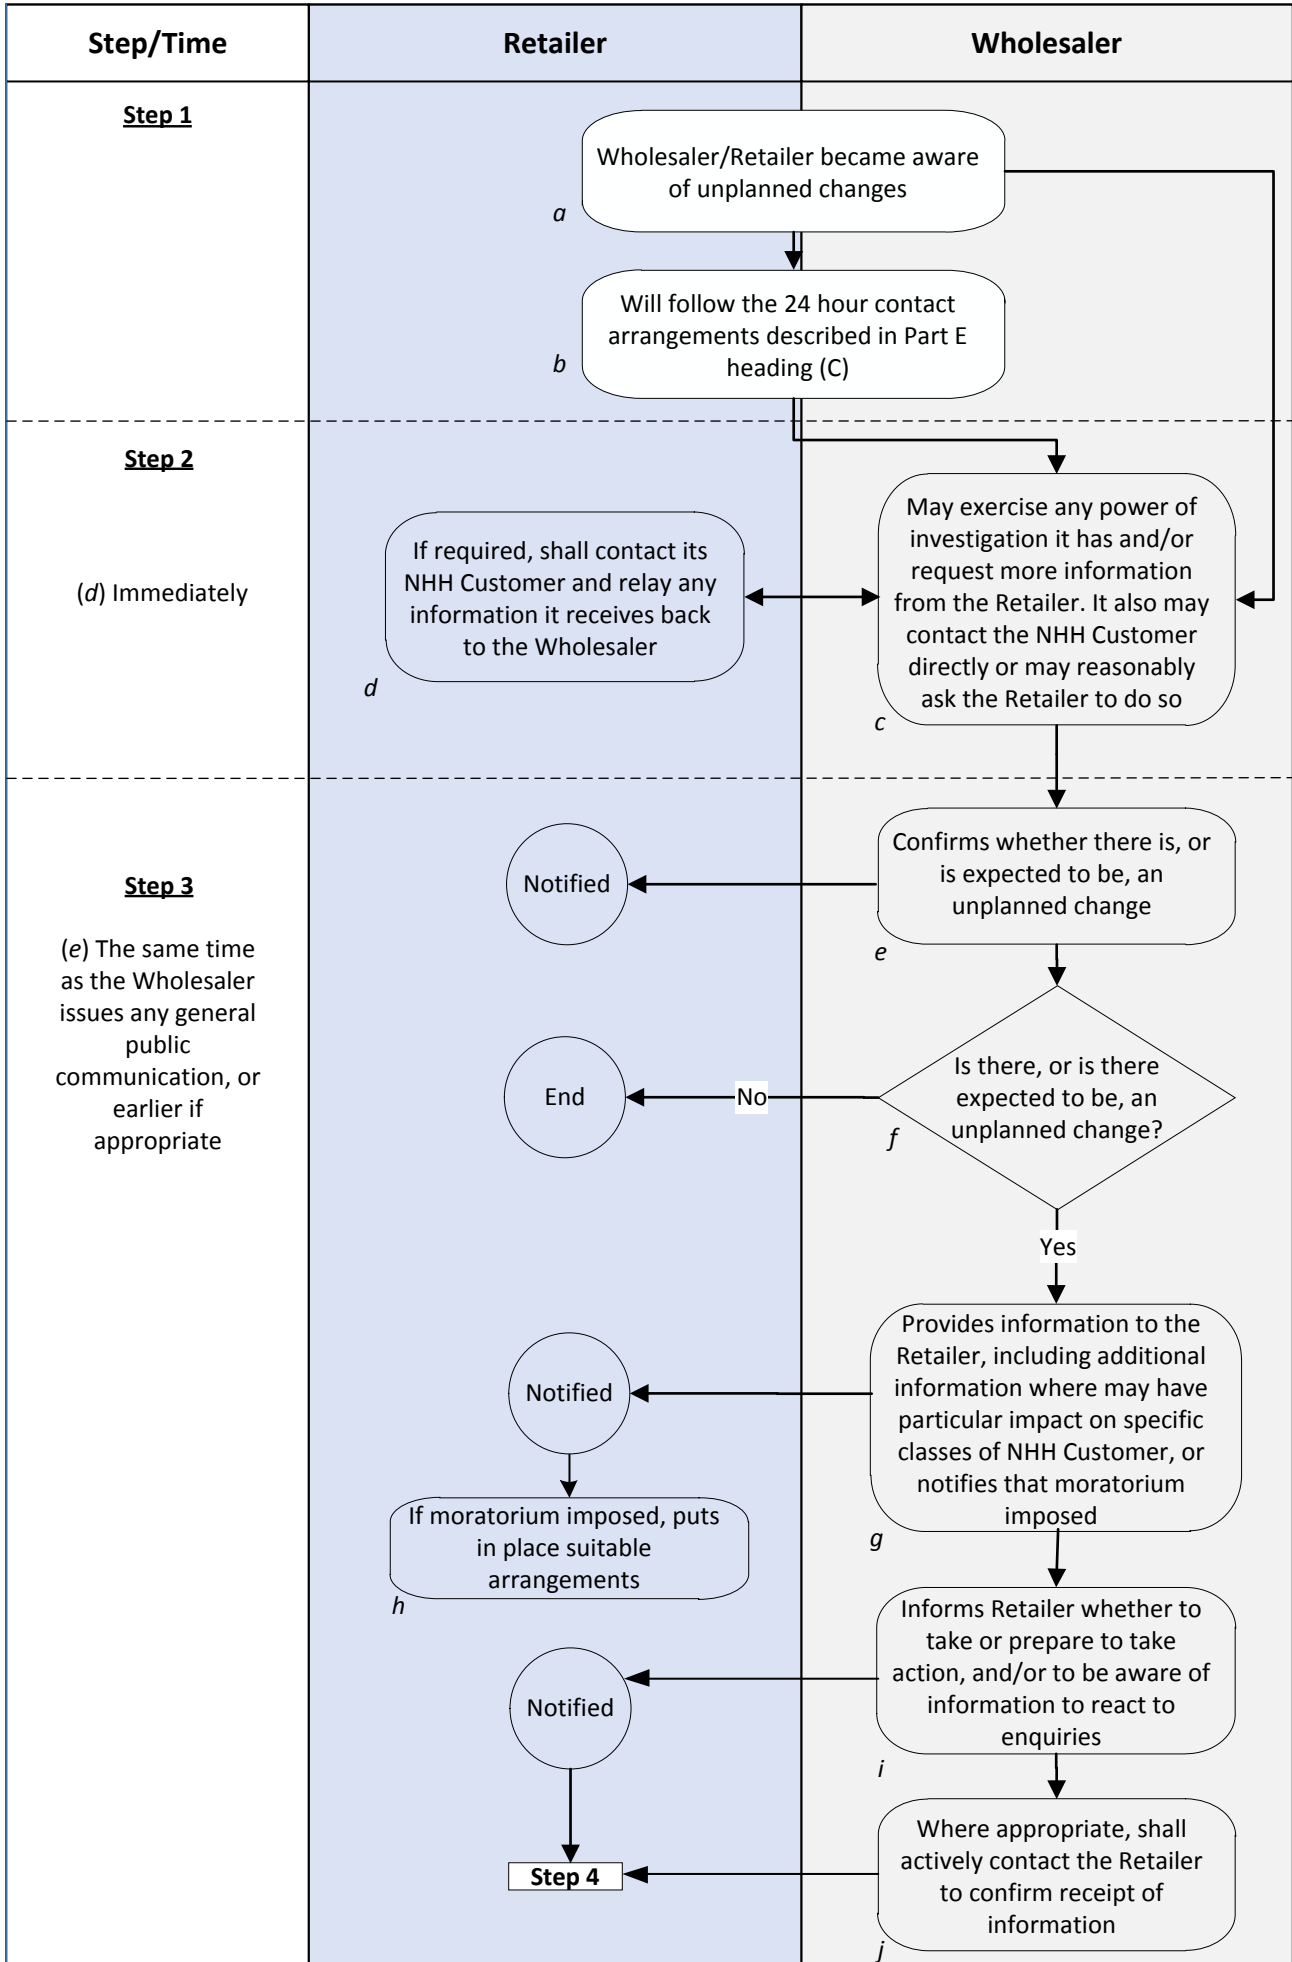 Step/Time
Retailer
Wholesaler
Step 1
Wholesaler/Retailer became aware
of unplanned changes
a
Will follow the 24 hour contact
arrangements described in Part E
heading (C)
b
Step 2
(d) Immediately
If required, shall contact its
NHH Customer and relay any
information it receives back
to the Wholesaler
d
May exercise any power of
investigation it has and/or
request more information
from the Retailer. It also may
contact the NHH Customer
directly or may reasonably
ask the Retailer to do so
c
Step 3
(e) The same time
as the Wholesaler
issues any general
public
communication, or
earlier if
appropriate
Notified
Confirms whether there is, or
is expected to be, an
unplanned change
e
End
No
Is there, or is there
expected to be, an
unplanned change?
f
Yes
Notified
Provides information to the
Retailer, including additional
information where may have
particular impact on specific
classes of NHH Customer, or
notifies that moratorium
imposed
g
If moratorium imposed, puts
in place suitable
arrangements
h
Notified
Informs Retailer whether to
take or prepare to take
action, and/or to be aware of
information to react to
enquiries
i
Step 4
Where appropriate, shall
actively contact the Retailer
to confirm receipt of
information
j